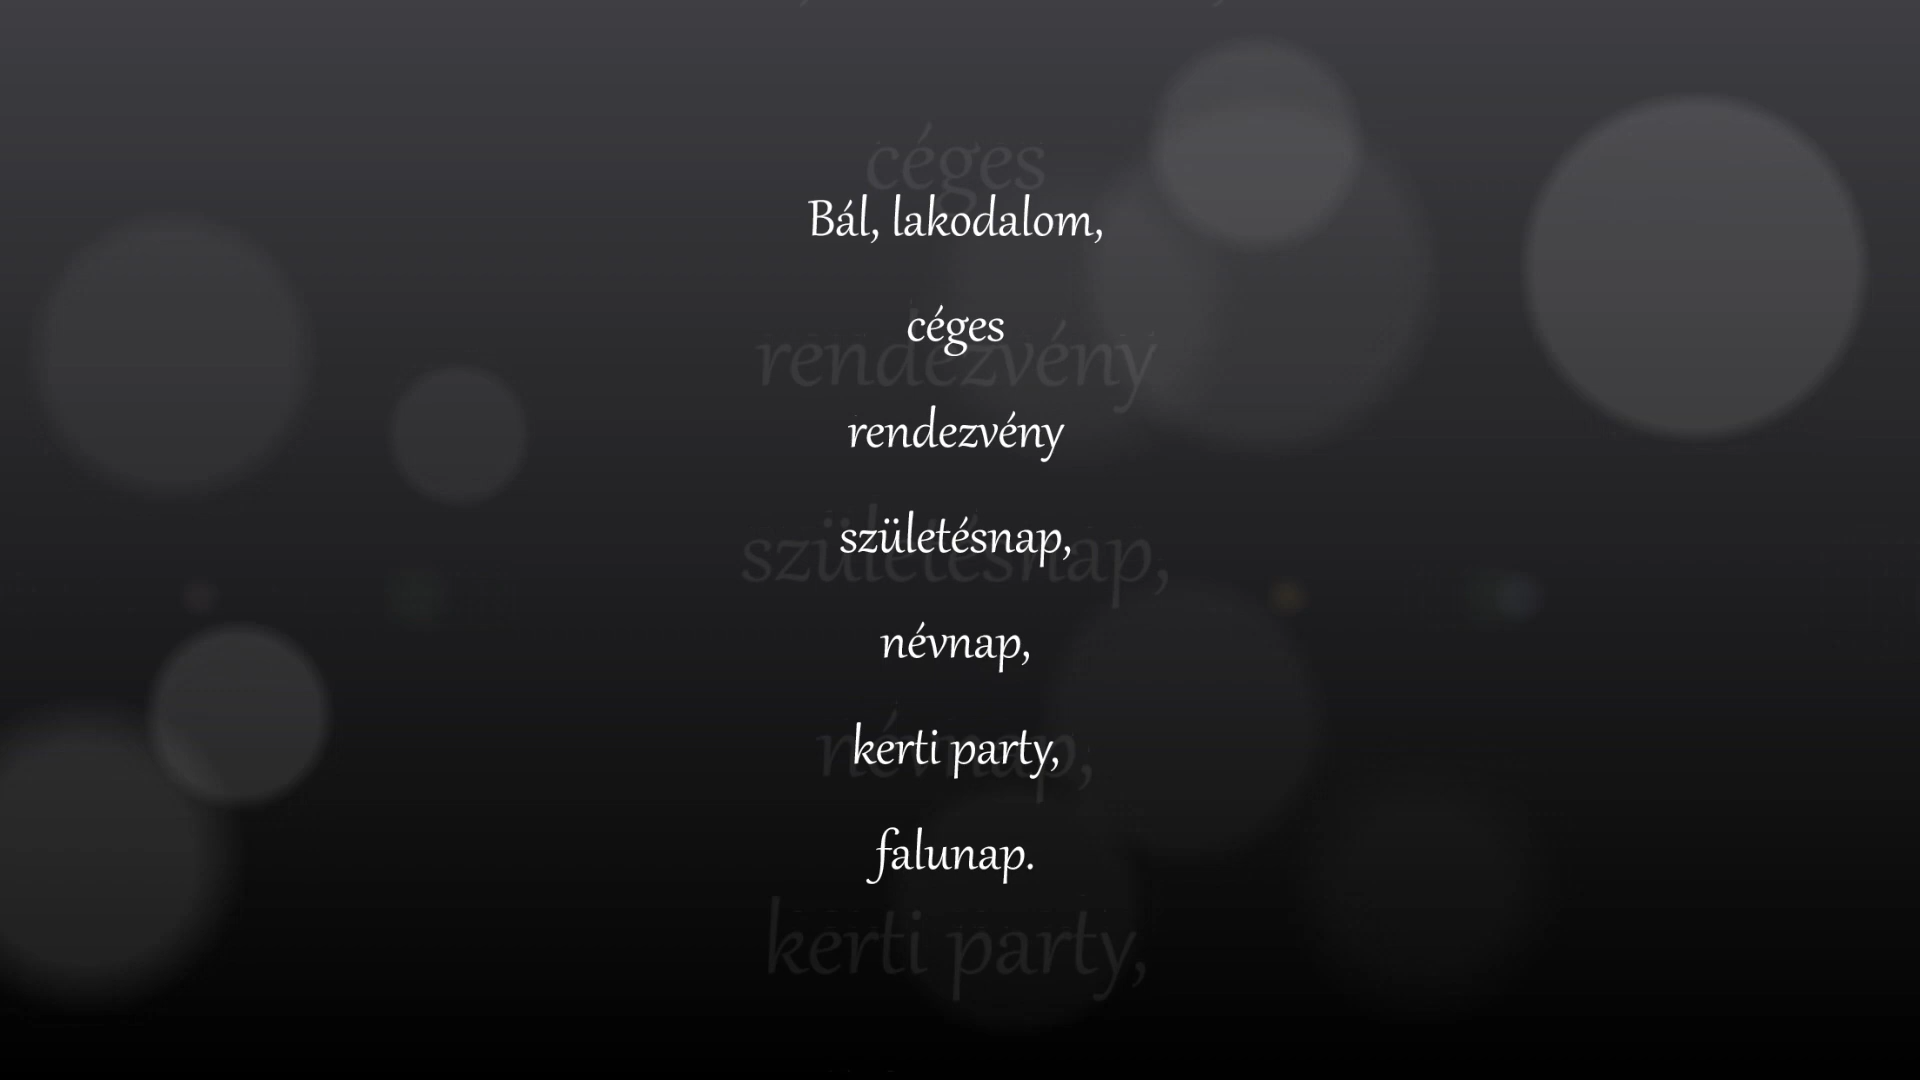 Bál, lakodalom,
céges
rendezvény
születésnap,
névnap,
kerti party,
falunap.